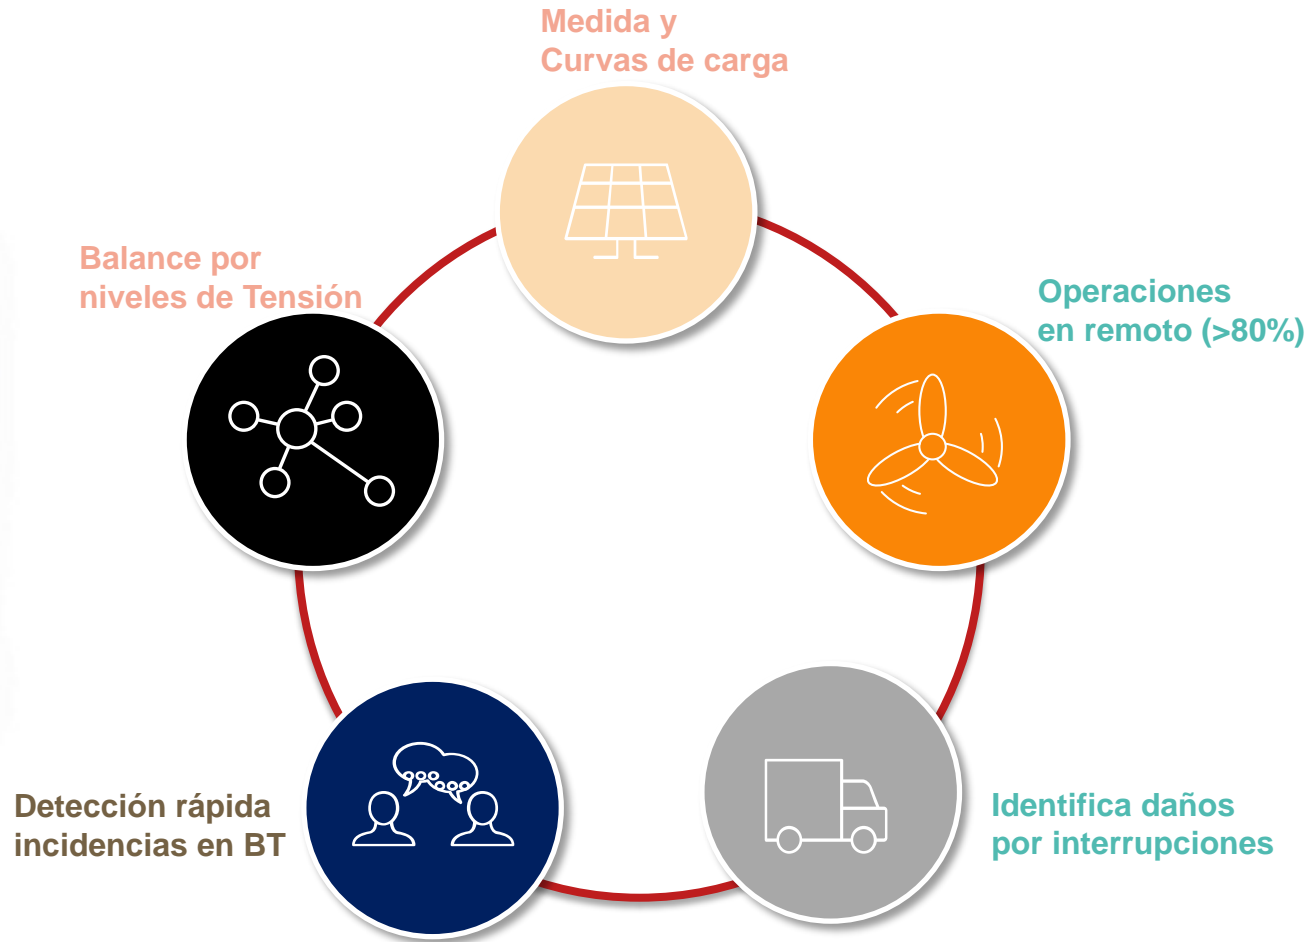 Medida y
Curvas de carga
Balance por
niveles de Tensión
Operaciones
en remoto (>80%)
Detección rápida
incidencias en BT
Identifica daños
por interrupciones